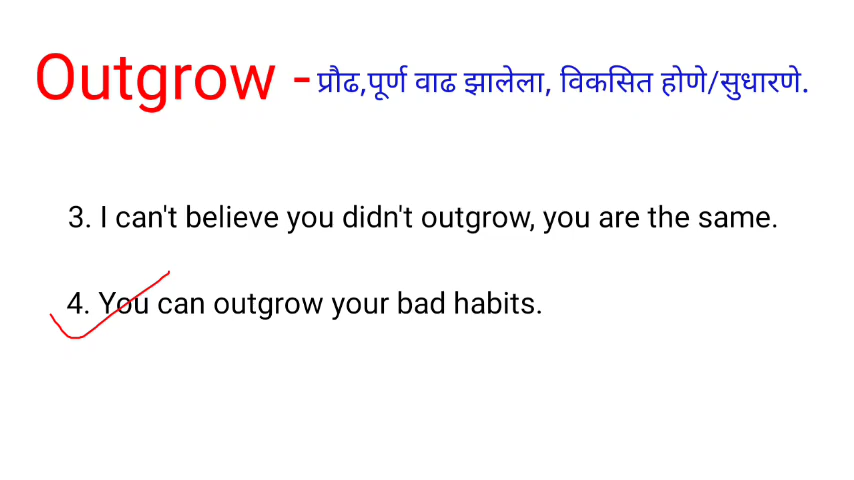 Outgrow - प्रौढ,पूर्ण वाढ झालेला, विकसित होणे/सुधारणे.
3. I can't believe you didn't outgrow, you are the same.
4. You can outgrow your bad habits.